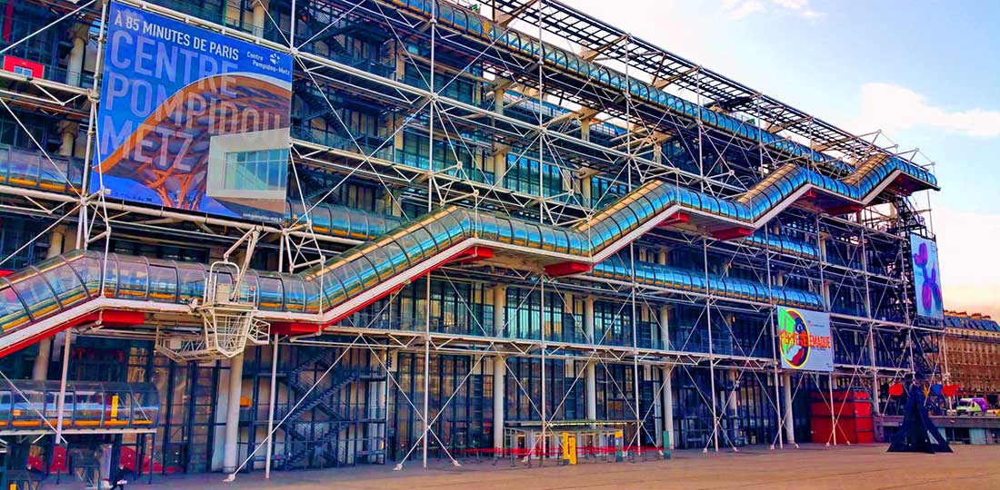 À 85 MINUTES DE PARIS
CENTRE
POMPIDOU
METZ
Centre
Pompidou-Metz